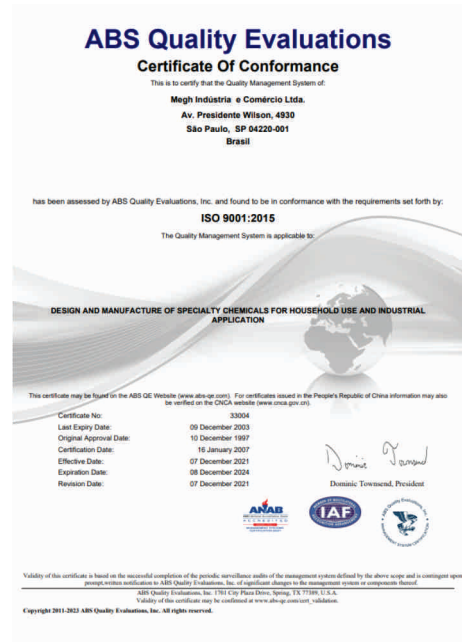 ABS Quality Evaluations
Certificate Of Conformance
This is to certify that the Quality Management System of:
Megh Indústria e Comércio Ltda.
Av. Presidente Wilson, 4930
São Paulo, SP 04220-001
Brasil
has been assessed by ABS Quality Evaluations, Inc. and found to be in conformance with the requirements set forth by:
ISO 9001:2015
The Quality Management System is applicable to:
DESIGN AND MANUFACTURE OF SPECIALTY CHEMICALS FOR HOUSEHOLD USE AND INDUSTRIAL
APPLICATION
This certificate may be found on the ABS QE Website (www.abs-qe.com). For certificates issued in the People's Republic of China information may also
be verified on the CNCA website (www.cnca.gov.cn).
Certificate No: 33004
Last Expiry Date: 09 December 2003
Original Approval Date: 10 December 1997
Certification Date: 16 January 2007
Effective Date: 07 December 2021
Expiration Date: 08 December 2024
Revision Date: 07 December 2021
Dominic Townsend
Dominic Townsend, President
ANAB
ACCREDITED
IAF
Validity of this certificate is based on the successful completion of the periodic surveillance audits of the management system defined by the above scope and is contingent upon
prompt,written notification to ABS Quality Evaluations, Inc. of significant changes to the management system or components thereof.
ABS Quality Evaluations, Inc. 1701 City Plaza Drive, Spring, TX 77389, U.S.A.
Validity of this certificate may be confirmed at www.abs-qe.com/cert_validation.
Copyright 2011-2023 ABS Quality Evaluations, Inc. All rights reserved.